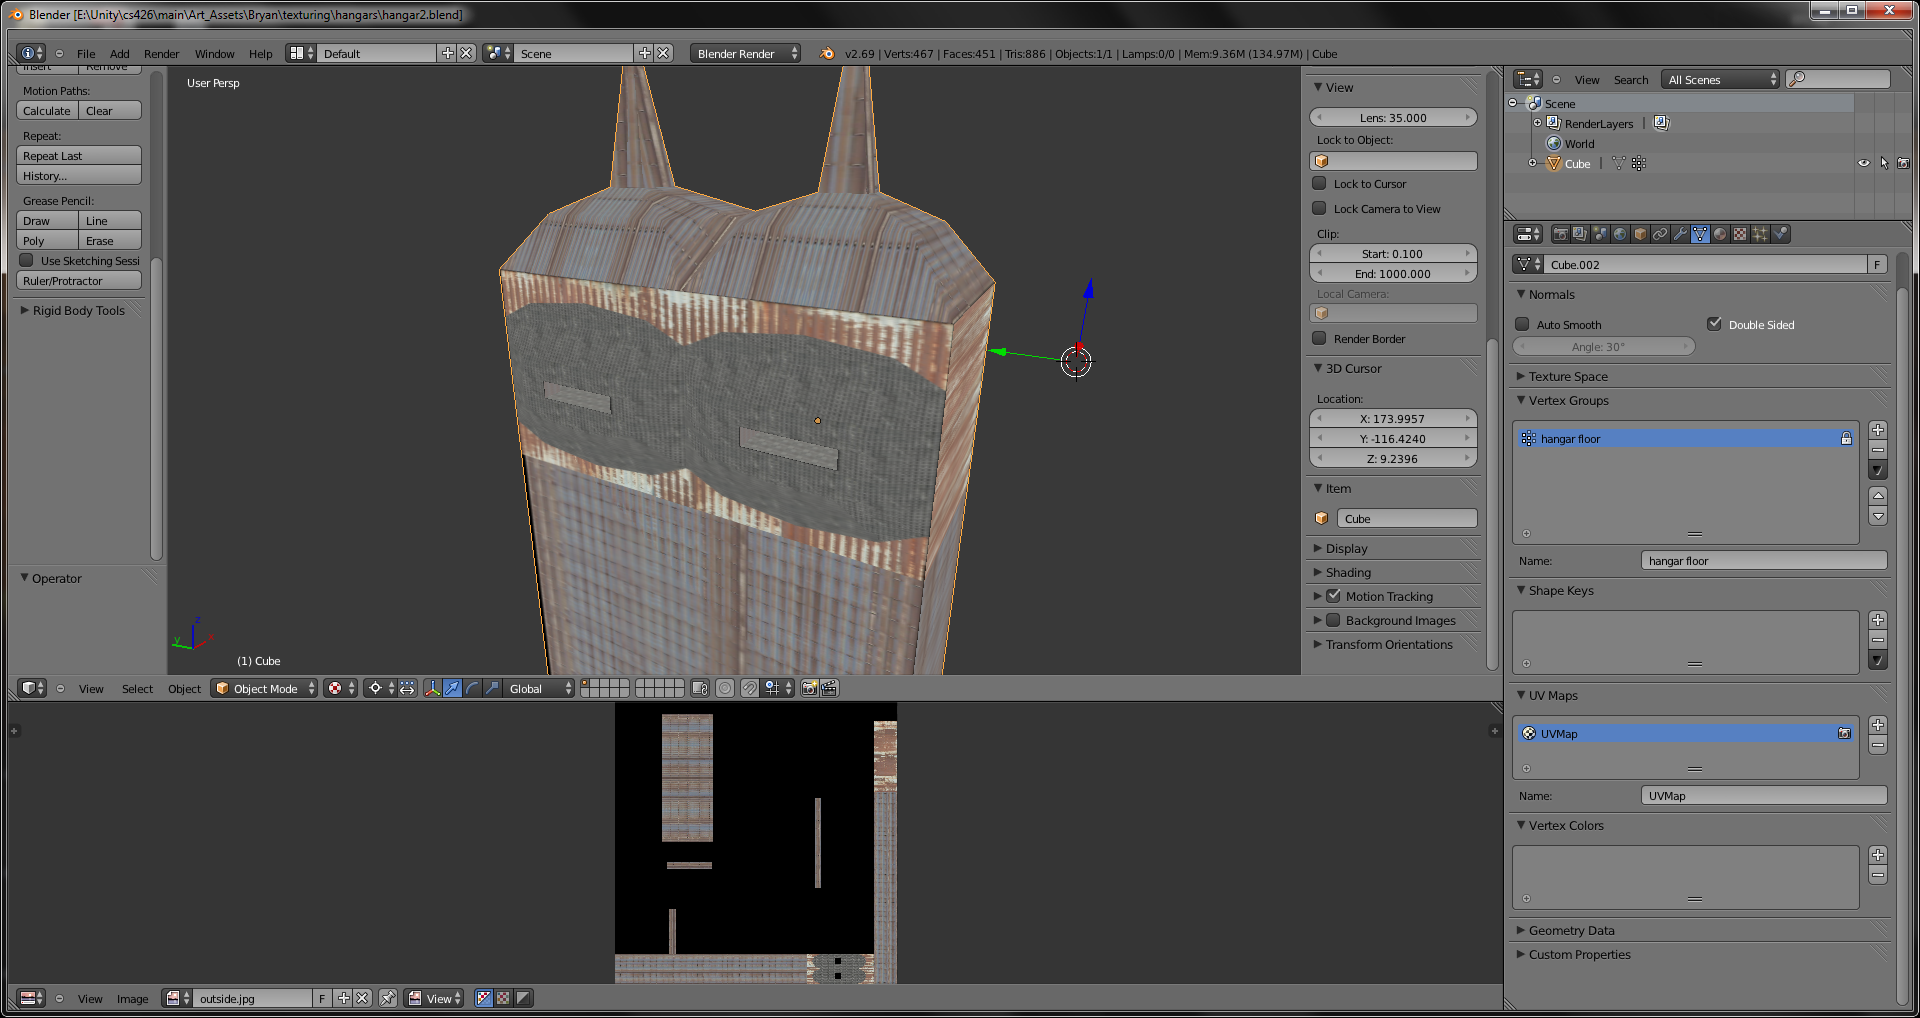 Blender [E:\Unity\cs426\main\Art_Assets\Bryan\texturing\hangars\hangar2.blend]
File Add Render Window Help Default Scene Blender Render v2.69 | Verts:467 | Faces:451 | Tris:886 | Objects:1/1 | Lamps:0/0 | Mem:9.36M (134.97M) | Cube
Insert Remove
Motion Paths:
Calculate Clear
Repeat:
Repeat Last
History...
Grease Pencil:
Draw Line
Poly Erase
Use Sketching Sessi
Ruler/Protractor
Rigid Body Tools
Operator
User Persp
z
y x
(1) Cube
View
Lens: 35.000
Lock to Object:
Lock to Cursor
Lock Camera to View
Clip:
Start: 0.100
End: 1000.000
Local Camera:
Render Border
3D Cursor
Location:
X: 173.9957
Y: -116.4240
Z: 9.2396
Item
Cube
Display
Shading
Motion Tracking
Background Images
Transform Orientations
View Select Object Object Mode Global
View Image outside.jpg F View
View Search All Scenes
Scene
RenderLayers |
World
Cube |
Cube.002 F
Normals
Auto Smooth Double Sided
Angle: 30°
Texture Space
Vertex Groups
hangar floor
Name: hangar floor
Shape Keys
UV Maps
UVMap
Name: UVMap
Vertex Colors
Geometry Data
Custom Properties